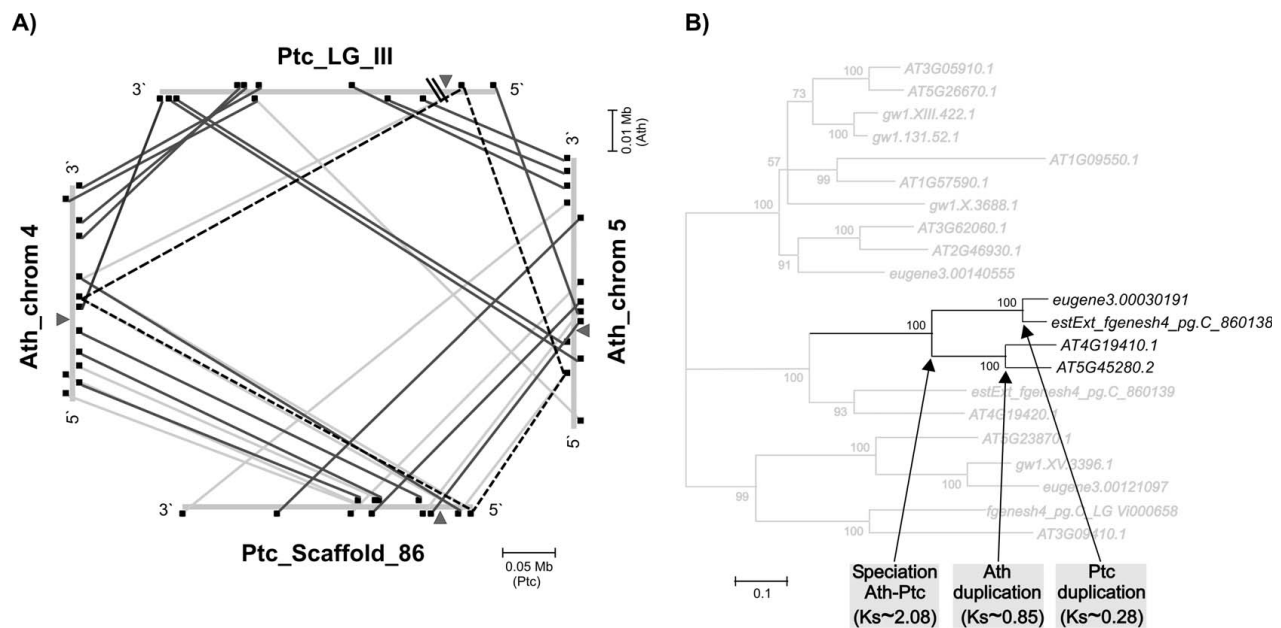 A)
Ptc_LG_III
3`
5`
0.01 Mb
(Ath)
3`
3`
Ath_chrom 4
Ath_chrom 5
5`
5`
3`
5`
Ptc_Scaffold_86
0.05 Mb
(Ptc)
B)
100
AT3G05910.1
AT5G26670.1
73
gw1.XIII.422.1
100
gw1.131.52.1
57
AT1G09550.1
99
AT1G57590.1
100
gw1.X.3688.1
100
AT3G62060.1
AT2G46930.1
91
eugene3.00140555
100
eugene3.00030191
100
estExt_fgenesh4_pg.C_860138
AT4G19410.1
100
AT5G45280.2
100
estExt_fgenesh4_pg.C_860139
93
AT4G19420.1
AT5G23870.1
100
gw1.XV.3396.1
100
eugene3.00121097
99
fgenesh4_pg.C_LG_VI000658
100
AT3G09410.1
0.1
Speciation
Ath-Ptc
(Ks~2.08)
Ath
duplication
(Ks~0.85)
Ptc
duplication
(Ks~0.28)